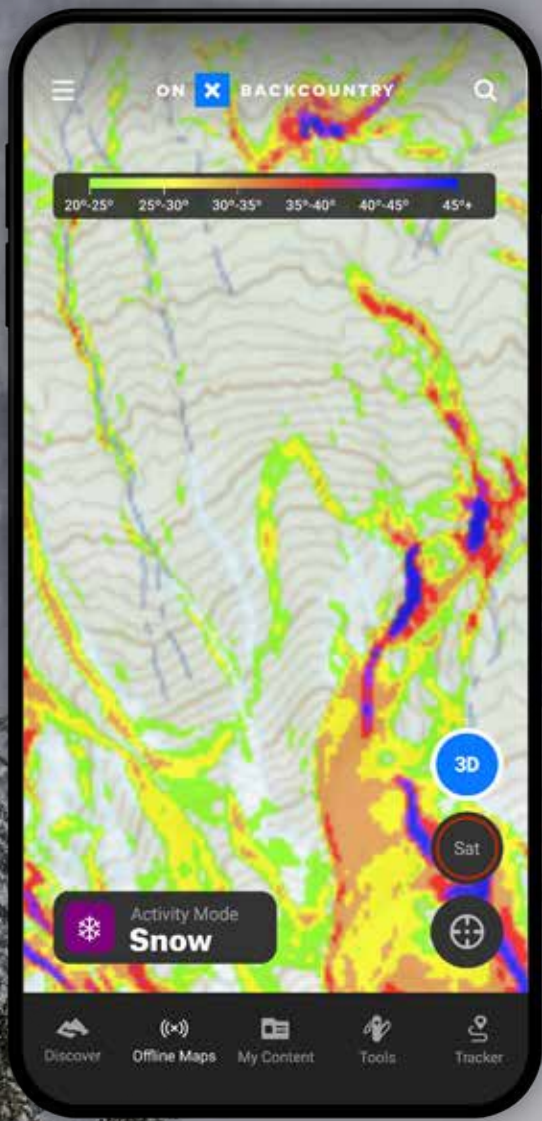 ON X BACKCOUNTRY
20°-25° 25°-30° 30°-35° 35°-40° 40°-45° 45°+
3D
Sat
Activity Mode
Snow
Discover Offline Maps My Content Tools Tracker